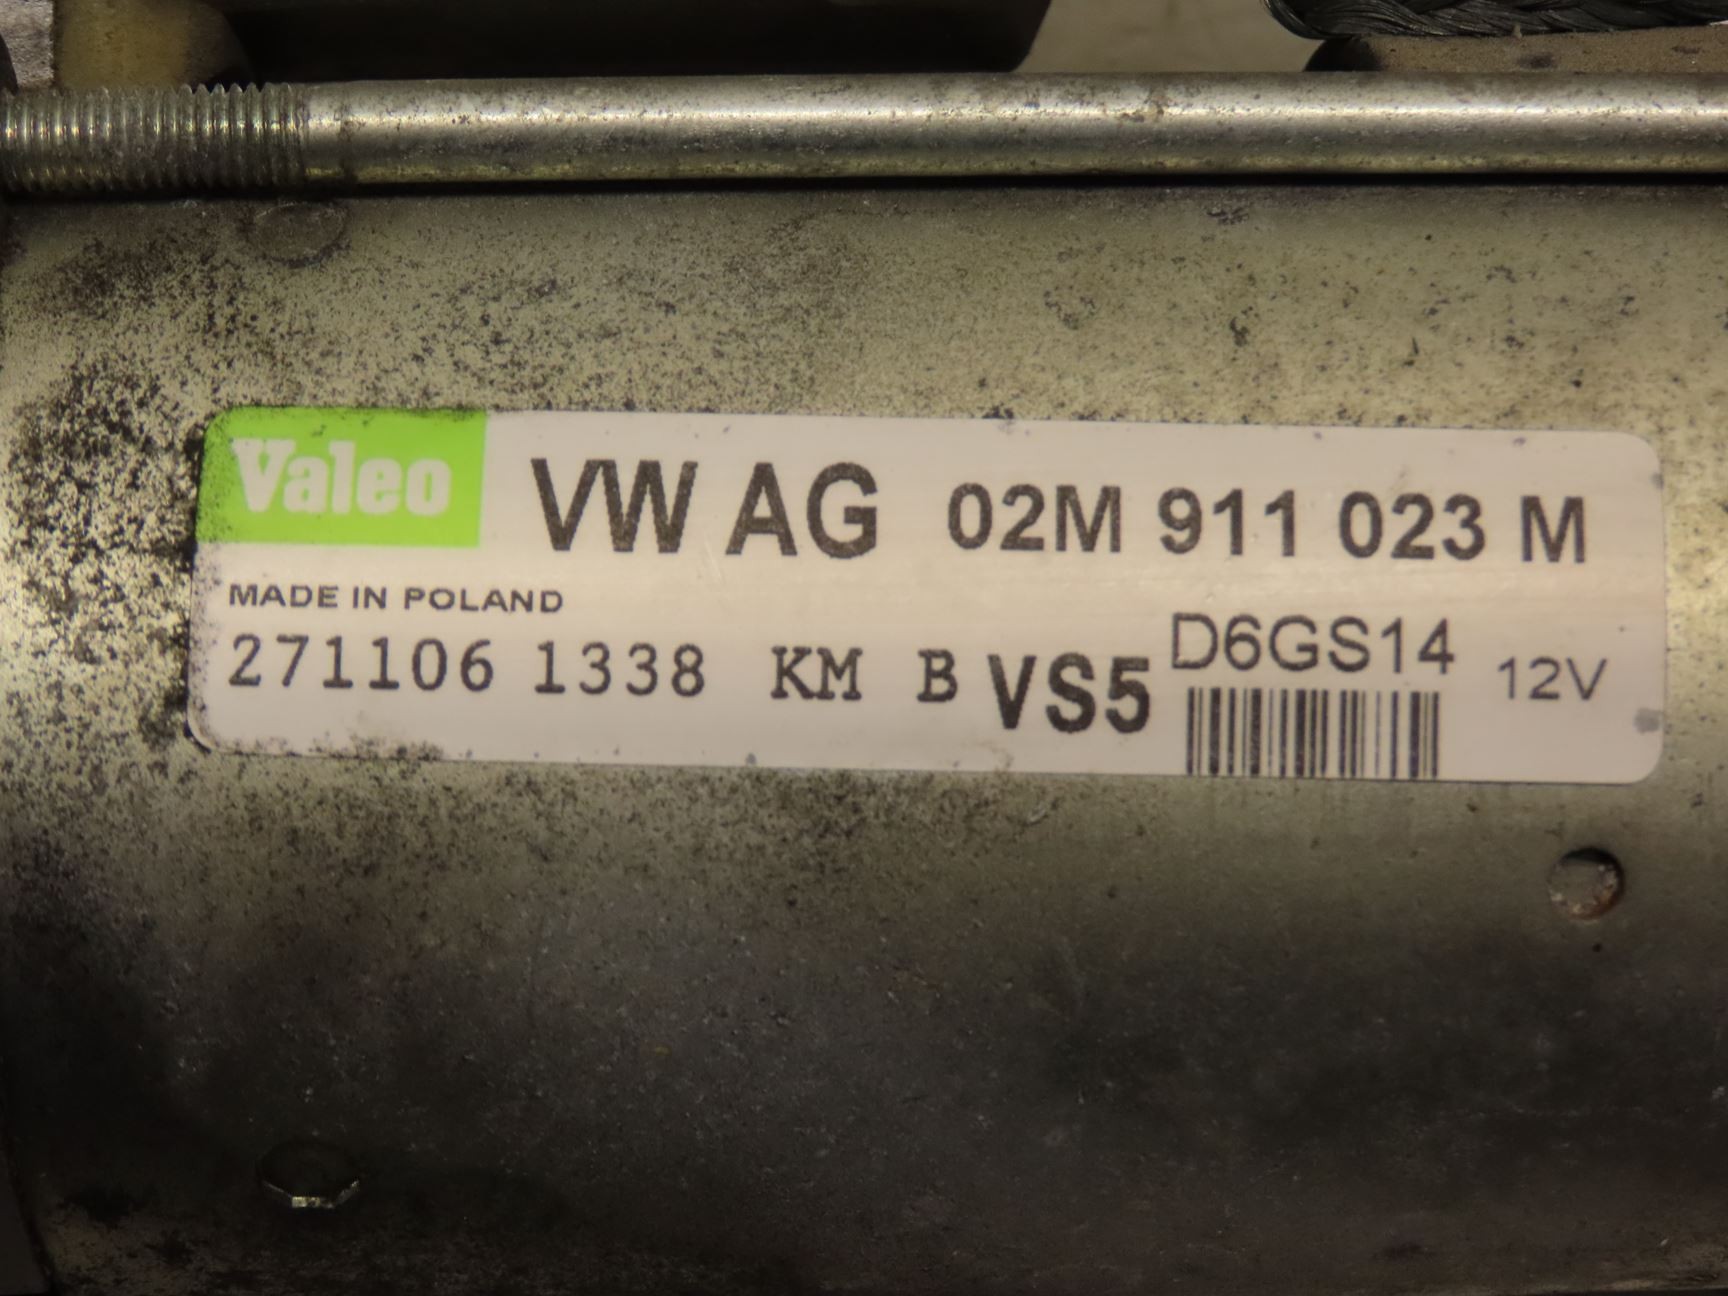 Valeo VW AG 02M 911 023 M
MADE IN POLAND
271106 1338 KM B VS5 D6GS14 12V